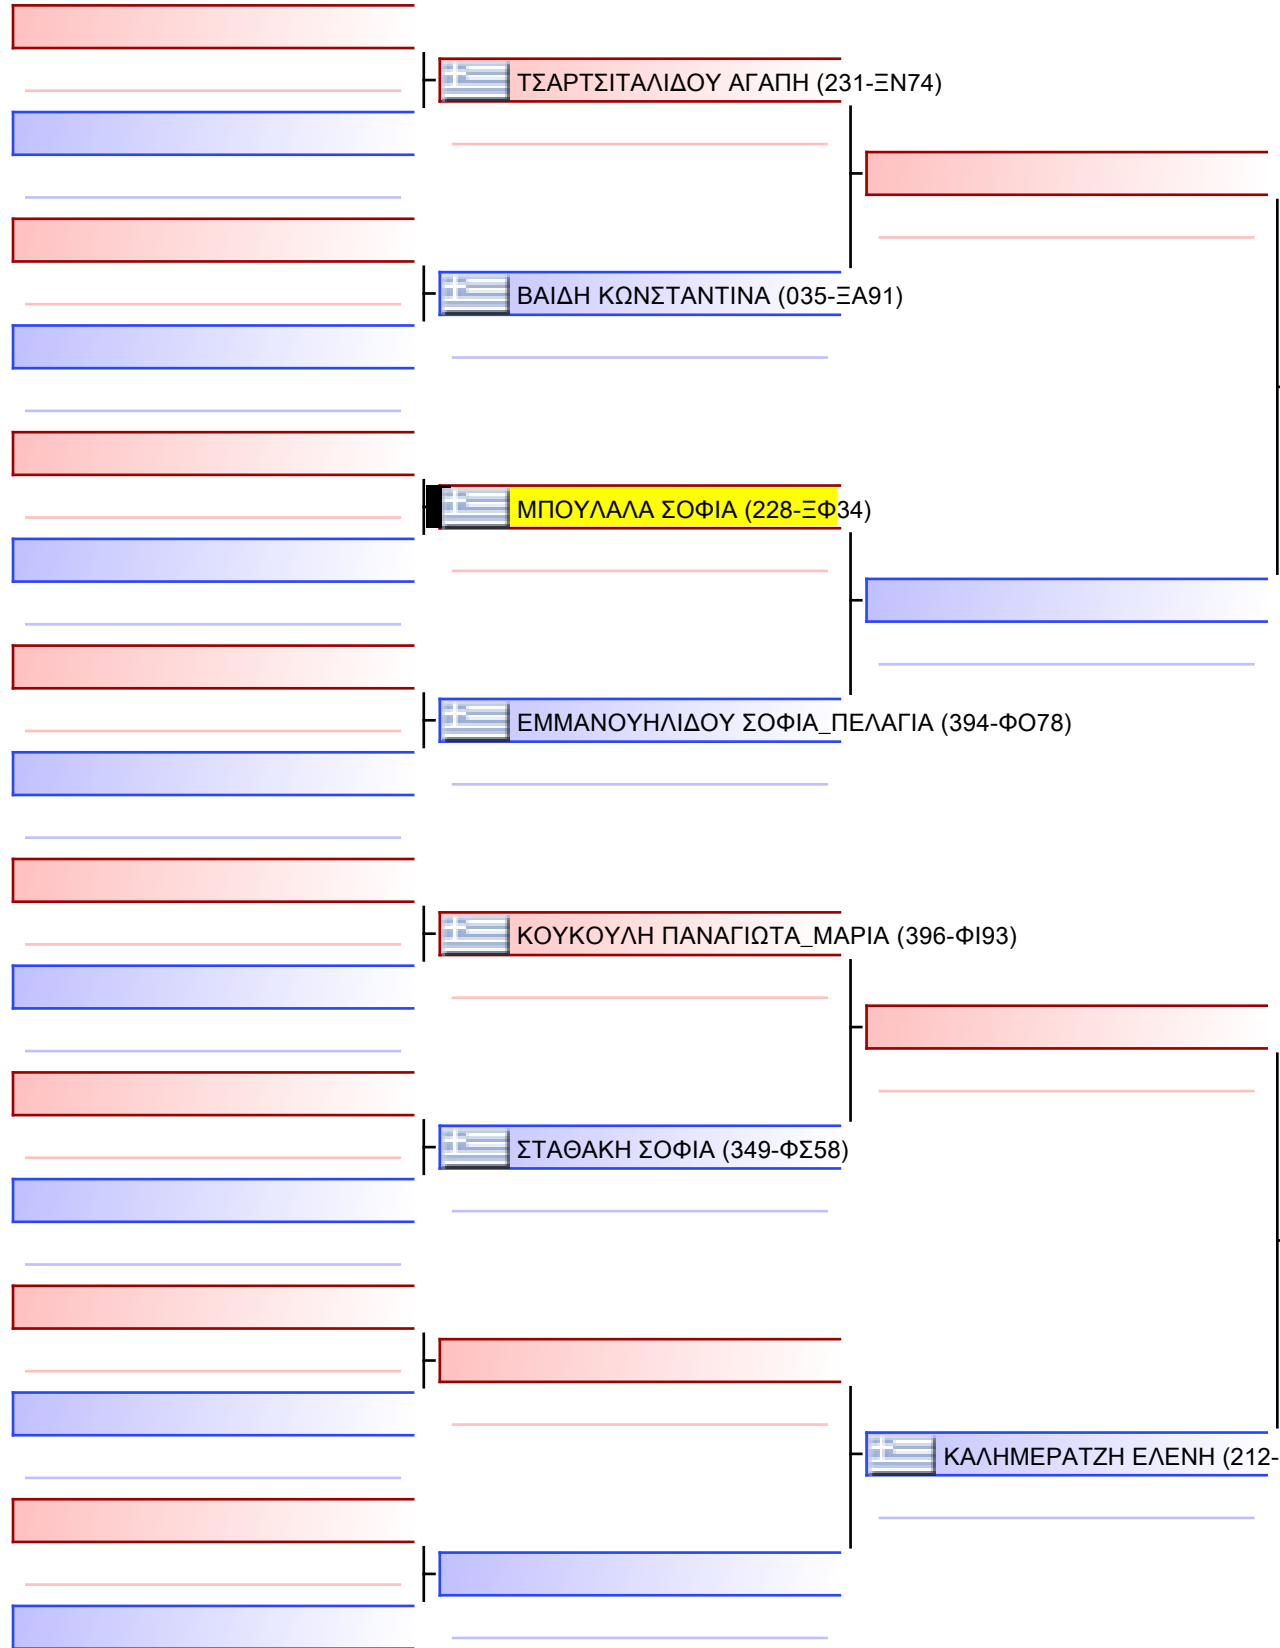 ΤΣΑΡΤΣΙΤΑΛΙΔΟΥ ΑΓΑΠΗ (231-ΞΝ74)
ΒΑΙΔΗ ΚΩΝΣΤΑΝΤΙΝΑ (035-ΞΑ91)
ΜΠΟΥΛΑΛΑ ΣΟΦΙΑ (228-ΞΦ34)
ΕΜΜΑΝΟΥΗΛΙΔΟΥ ΣΟΦΙΑ_ΠΕΛΑΓΙΑ (394-ΦΟ78)
ΚΟΥΚΟΥΛΗ ΠΑΝΑΓΙΩΤΑ_ΜΑΡΙΑ (396-ΦΙ93)
ΣΤΑΘΑΚΗ ΣΟΦΙΑ (349-ΦΣ58)
ΚΑΛΗΜΕΡΑΤΖΗ ΕΛΕΝΗ (212-